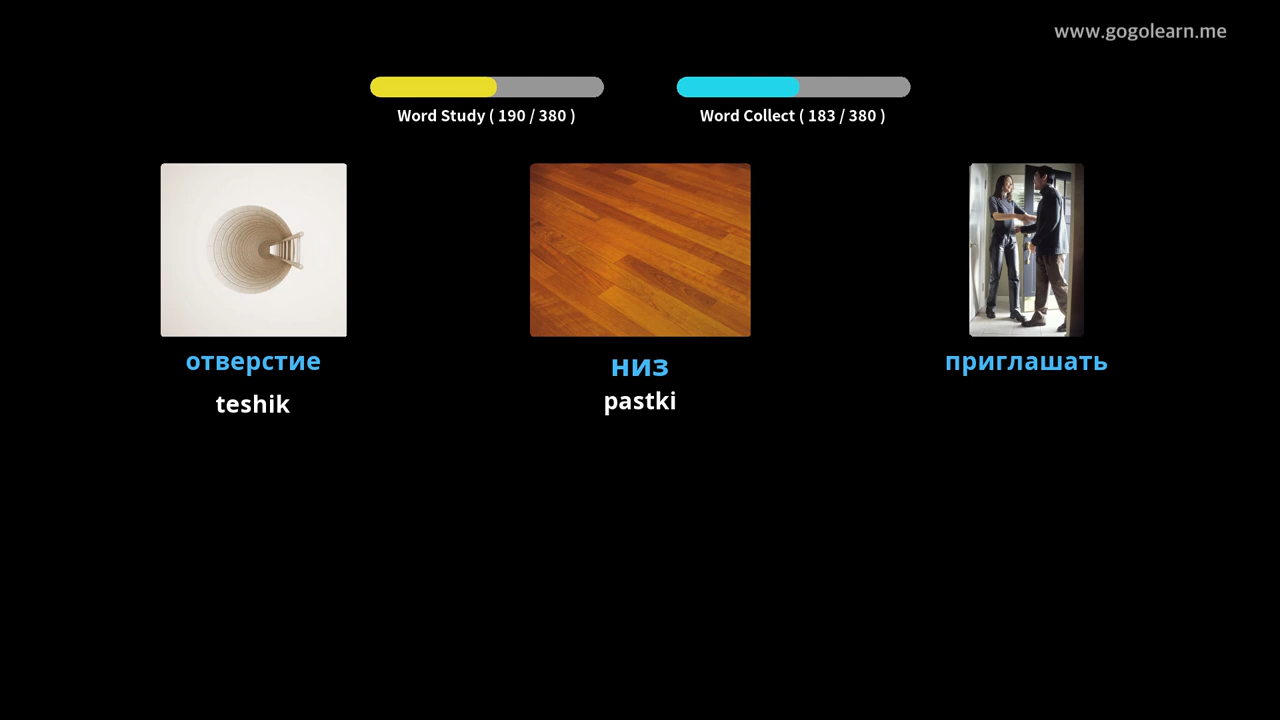 www.gogolearn.me
Word Study ( 190 / 380 )
Word Collect ( 183 / 380 )
отверстие
teshik
низ
pastki
приглашать